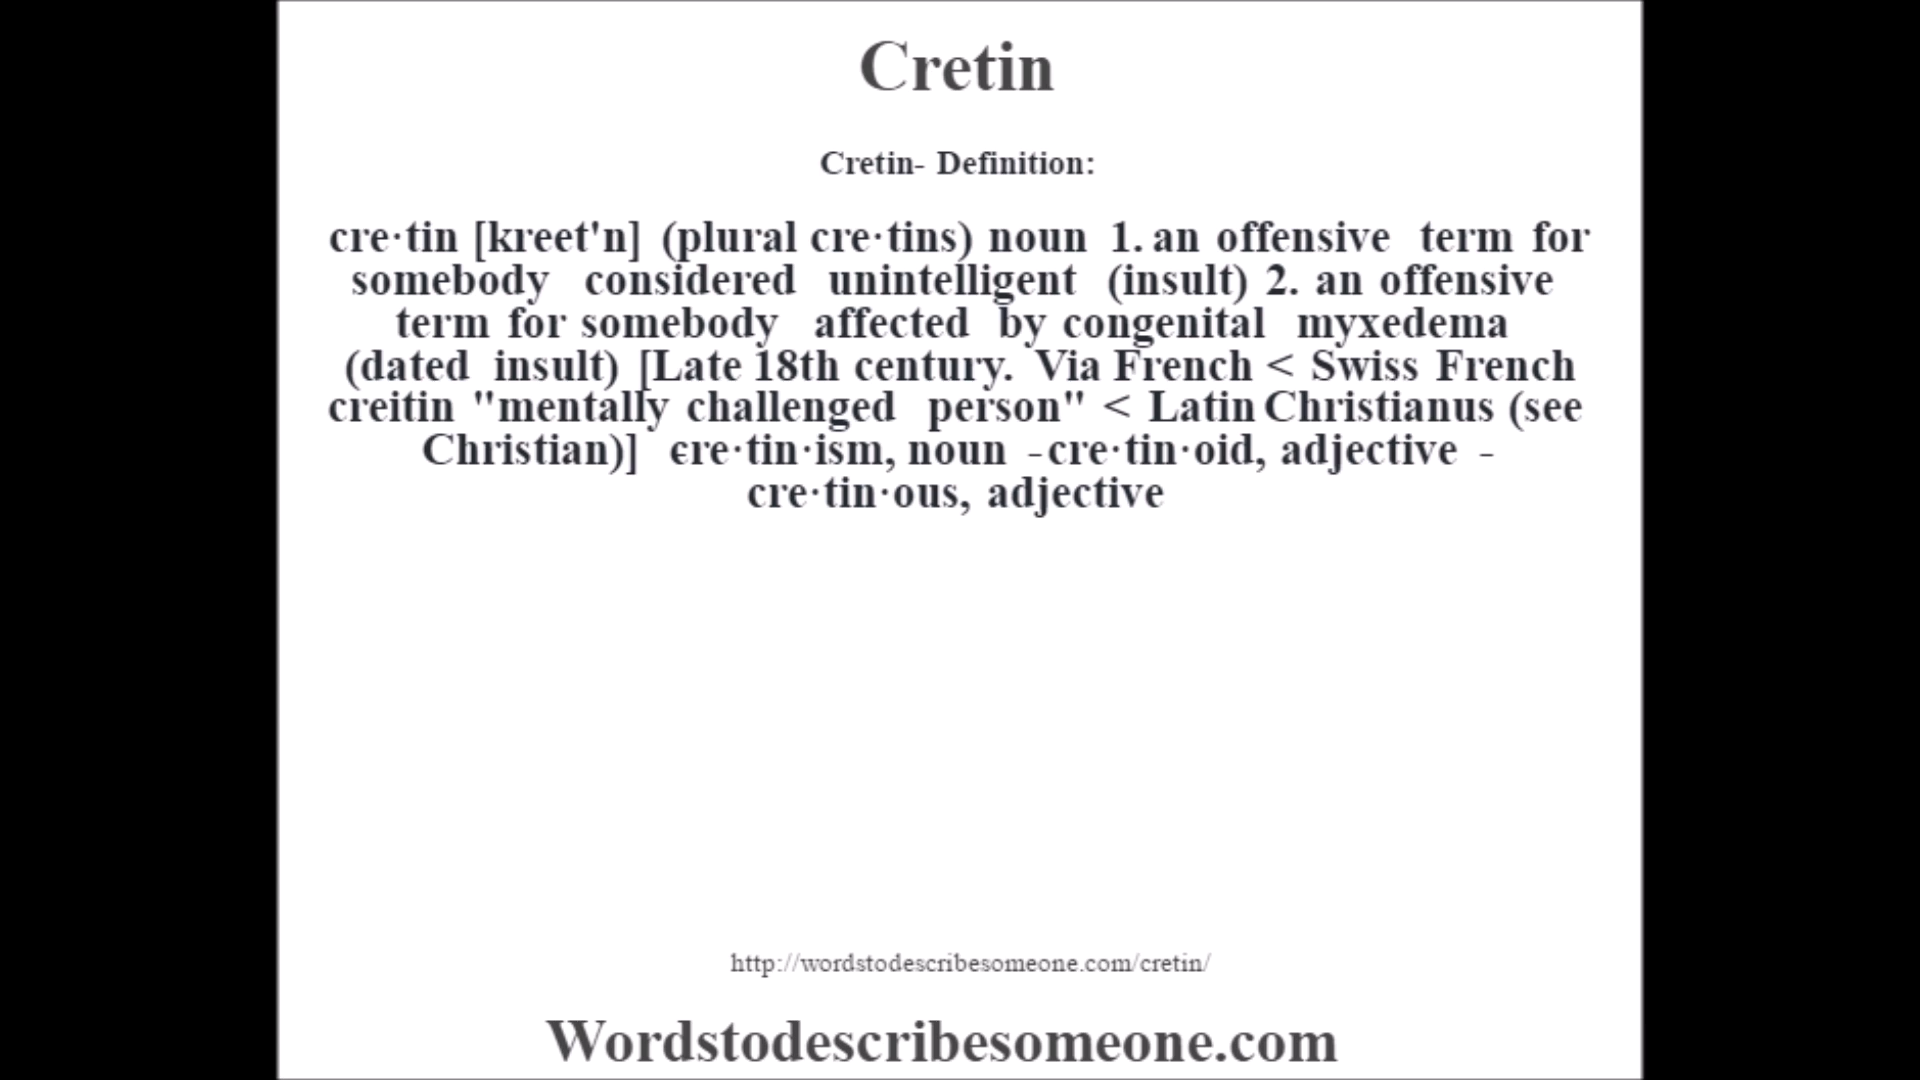 Cretin
Cretin- Definition:
cre·tin [kreet'n] (plural cre·tins) noun 1. an offensive term for
somebody considered unintelligent (insult) 2. an offensive
term for somebody affected by congenital myxedema
(dated insult) [Late 18th century. Via French < Swiss French
creitin "mentally challenged person" < Latin Christianus (see
Christian)] -cre·tin·ism, noun -cre·tin·oid, adjective -
cre·tin·ous, adjective
http://wordstodescribesomeone.com/cretin/
Wordstodescribesomeone.com